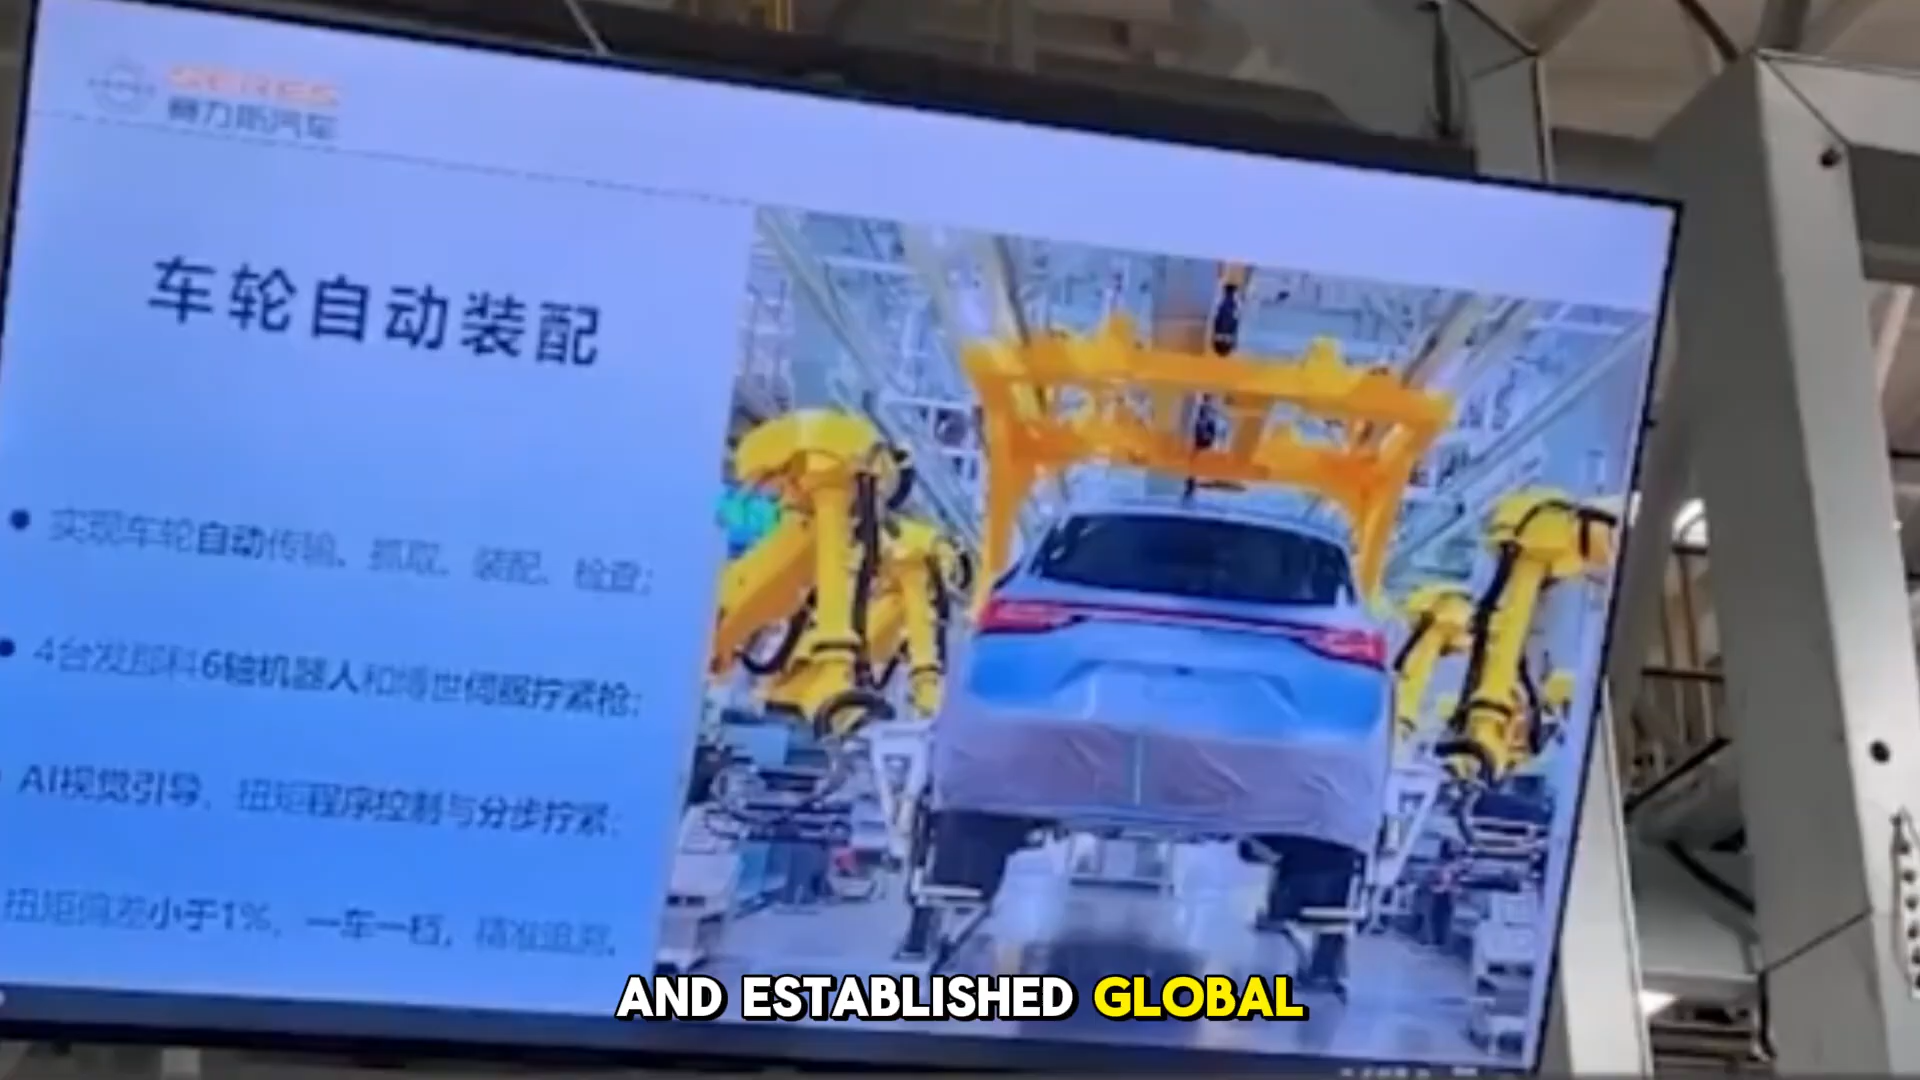 SERES
赛力斯汽车
车轮自动装配
● 实现车轮自动传输、抓取、装配、检查；
● 4台发那科6轴机器人和博世伺服拧紧枪；
AI视觉引导、扭矩程序控制与分步拧紧；
扭矩偏差小于1%，一车一档，精准追溯。
AND ESTABLISHED GLOBAL